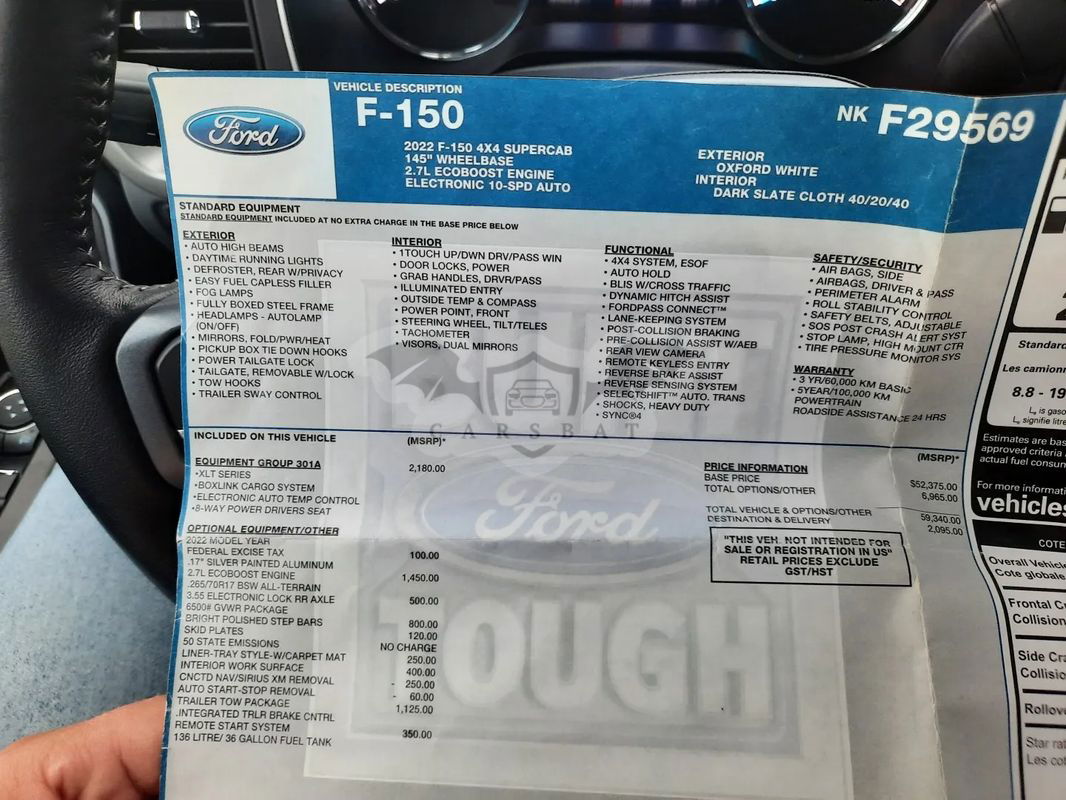 VEHICLE DESCRIPTION
F-150
NK F29569
Ford
2022 F-150 4X4 SUPERCAB
145" WHEELBASE
2.7L ECOBOOST ENGINE
ELECTRONIC 10-SPD AUTO
EXTERIOR
OXFORD WHITE
INTERIOR
DARK SLATE CLOTH 40/20/40
STANDARD EQUIPMENT
STANDARD EQUIPMENT INCLUDED AT NO EXTRA CHARGE IN THE BASE PRICE BELOW
EXTERIOR
• AUTO HIGH BEAMS
• DAYTIME RUNNING LIGHTS
• DEFROSTER, REAR W/PRIVACY
• EASY FUEL CAPLESS FILLER
• FOG LAMPS
• FULLY BOXED STEEL FRAME
• HEADLAMPS - AUTOLAMP
(ON/OFF)
• MIRRORS, FOLD/PWR/HEAT
• PICKUP BOX TIE DOWN HOOKS
• POWER TAILGATE LOCK
• TAILGATE, REMOVABLE W/LOCK
• TOW HOOKS
• TRAILER SWAY CONTROL
INTERIOR
• 1TOUCH UP/DWN DRV/PASS WIN
• DOOR LOCKS, POWER
• GRAB HANDLES, DRVR/PASS
• ILLUMINATED ENTRY
• OUTSIDE TEMP & COMPASS
• POWER POINT, FRONT
• STEERING WHEEL, TILT/TELES
• TACHOMETER
• VISORS, DUAL MIRRORS
FUNCTIONAL
• 4X4 SYSTEM, ESOF
• AUTO HOLD
• BLIS W/CROSS TRAFFIC
• DYNAMIC HITCH ASSIST
• FORDPASS CONNECT™
• LANE-KEEPING SYSTEM
• POST-COLLISION BRAKING
• PRE-COLLISION ASSIST W/AEB
• REAR VIEW CAMERA
• REMOTE KEYLESS ENTRY
• REVERSE BRAKE ASSIST
• REVERSE SENSING SYSTEM
• SELECTSHIFT™ AUTO. TRANS
• SHOCKS, HEAVY DUTY
• SYNC®4
SAFETY/SECURITY
• AIR BAGS, SIDE
• AIRBAGS, DRIVER & PASS
• PERIMETER ALARM
• ROLL STABILITY CONTROL
• SAFETY BELTS, ADJUSTABLE
• SOS POST CRASH ALERT SYST
• STOP LAMP, HIGH MOUNT CTR
• TIRE PRESSURE MONITOR SYS
WARRANTY
• 3 YR/60,000 KM BASIC
• 5YEAR/100,000 KM
POWERTRAIN
ROADSIDE ASSISTANCE 24 HRS
CARSBAT
INCLUDED ON THIS VEHICLE (MSRP)*
EQUIPMENT GROUP 301A 2,180.00
•XLT SERIES
•BOXLINK CARGO SYSTEM
•ELECTRONIC AUTO TEMP CONTROL
•8-WAY POWER DRIVERS SEAT
OPTIONAL EQUIPMENT/OTHER
2022 MODEL YEAR
FEDERAL EXCISE TAX 100.00
.17" SILVER PAINTED ALUMINUM
2.7L ECOBOOST ENGINE 1,450.00
.265/70R17 BSW ALL-TERRAIN
3.55 ELECTRONIC LOCK RR AXLE 500.00
6500# GVWR PACKAGE
BRIGHT POLISHED STEP BARS 800.00
SKID PLATES 120.00
50 STATE EMISSIONS NO CHARGE
LINER-TRAY STYLE-W/CARPET MAT 250.00
INTERIOR WORK SURFACE 400.00
CNCTD NAV/SIRIUS XM REMOVAL - 250.00
AUTO START-STOP REMOVAL - 60.00
TRAILER TOW PACKAGE 1,125.00
.INTEGRATED TRLR BRAKE CNTRL
REMOTE START SYSTEM 350.00
136 LITRE/ 36 GALLON FUEL TANK
(MSRP)*
PRICE INFORMATION
BASE PRICE $52,375.00
TOTAL OPTIONS/OTHER 6,965.00
TOTAL VEHICLE & OPTIONS/OTHER 59,340.00
DESTINATION & DELIVERY 2,095.00
"THIS VEH. NOT INTENDED FOR
SALE OR REGISTRATION IN US"
RETAIL PRICES EXCLUDE
GST/HST
Ford
TOUGH
Standard
Les camion
8.8 - 19
Estimates are bas
approved criteria
actual fuel consun
For more informati
vehicles
COTE
Overall Vehicle
Cote globale
Frontal
Collision
Side
Collisio
Rollove
Star rat
Les cot